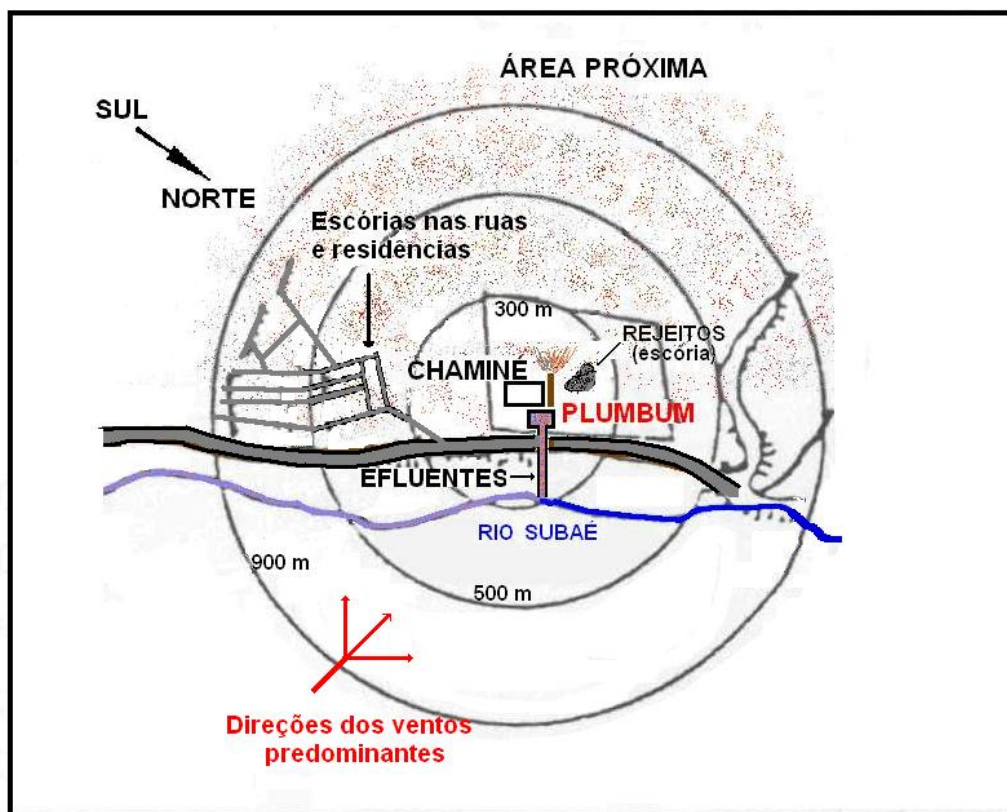 ÁREA PRÓXIMA
SUL
NORTE
Escórias nas ruas
e residências
300 m
REJEITOS
(escória)
CHAMINÉ
PLUMBUM
EFLUENTES
RIO SUBAÉ
900 m
500 m
Direções dos ventos
predominantes